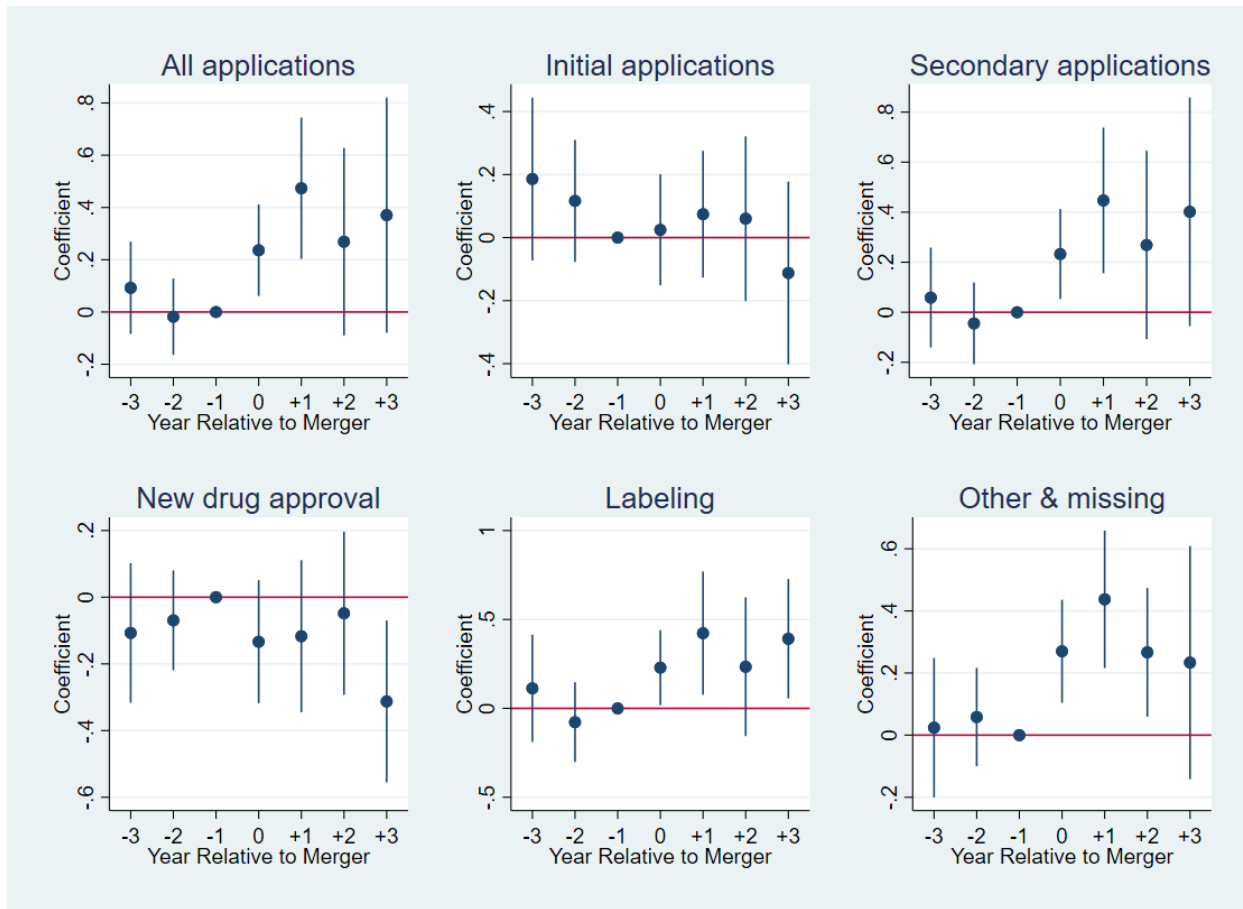 All applications
Coefficient
.8
.6
.4
.2
0
-.2
-3 -2 -1 0 +1 +2 +3
Year Relative to Merger
Initial applications
Coefficient
.4
.2
0
-.2
-.4
-3 -2 -1 0 +1 +2 +3
Year Relative to Merger
Secondary applications
Coefficient
.8
.6
.4
.2
0
-.2
-3 -2 -1 0 +1 +2 +3
Year Relative to Merger
New drug approval
Coefficient
.2
0
-.2
-.4
-.6
-3 -2 -1 0 +1 +2 +3
Year Relative to Merger
Labeling
Coefficient
1
.5
0
-.5
-3 -2 -1 0 +1 +2 +3
Year Relative to Merger
Other & missing
Coefficient
.6
.4
.2
0
-.2
-3 -2 -1 0 +1 +2 +3
Year Relative to Merger